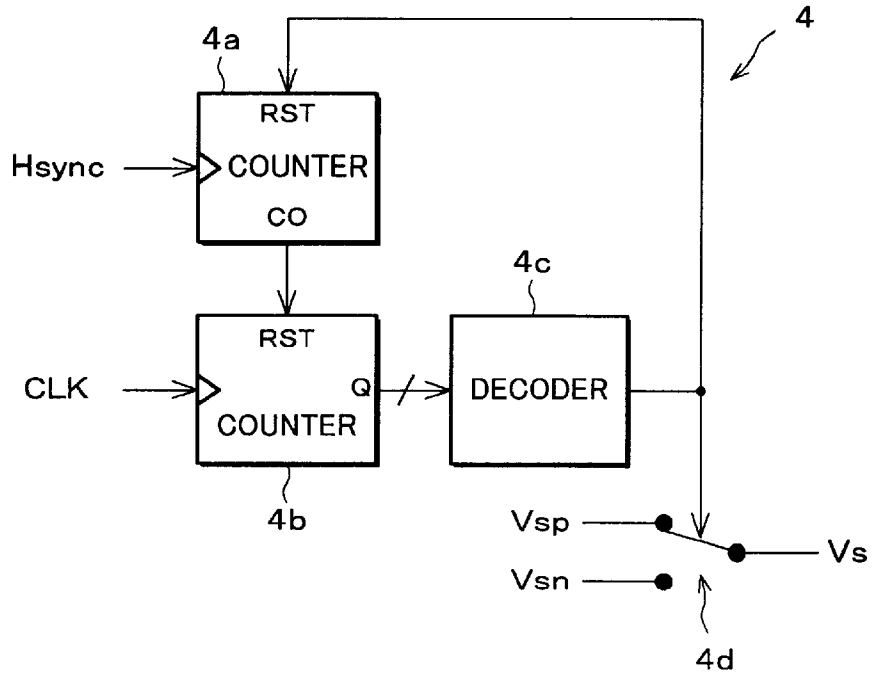 4
4a
RST
Hsync
COUNTER
CO
4c
RST
CLK
Q
DECODER
COUNTER
4b
Vsp
Vs
Vsn
4d